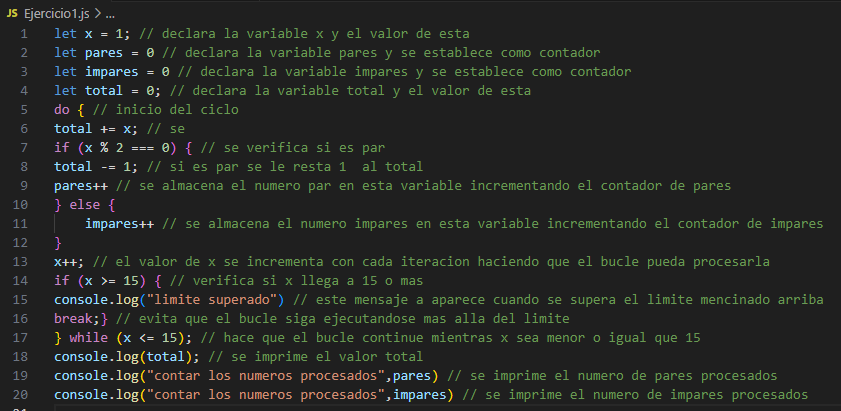 JS Ejercicio1.js > ...
1 let x = 1; // declara la variable x y el valor de esta
2 let pares = 0 // declara la variable pares y se establece como contador
3 let impares = 0 // declara la variable impares y se establece como contador
4 let total = 0; // declara la variable total y el valor de esta
5 do { // inicio del ciclo
6 total += x; // se
7 if (x % 2 === 0) { // se verifica si es par
8 total -= 1; // si es par se le resta 1  al total
9 pares++ // se almacena el numero par en esta variable incrementando el contador de pares
10 } else {
11     impares++ // se almacena el numero impares en esta variable incrementando el contador de impares
12 }
13 x++; // el valor de x se incrementa con cada iteracion haciendo que el bucle pueda procesarla
14 if (x >= 15) { // verifica si x llega a 15 o mas
15 console.log("limite superado") // este mensaje a aparece cuando se supera el limite mencinado arriba
16 break;} // evita que el bucle siga ejecutandose mas alla del limite
17 } while (x <= 15); // hace que el bucle continue mientras x sea menor o igual que 15
18 console.log(total); // se imprime el valor total
19 console.log("contar los numeros procesados",pares) // se imprime el numero de pares procesados
20 console.log("contar los numeros procesados",impares) // se imprime el numero de impares procesados